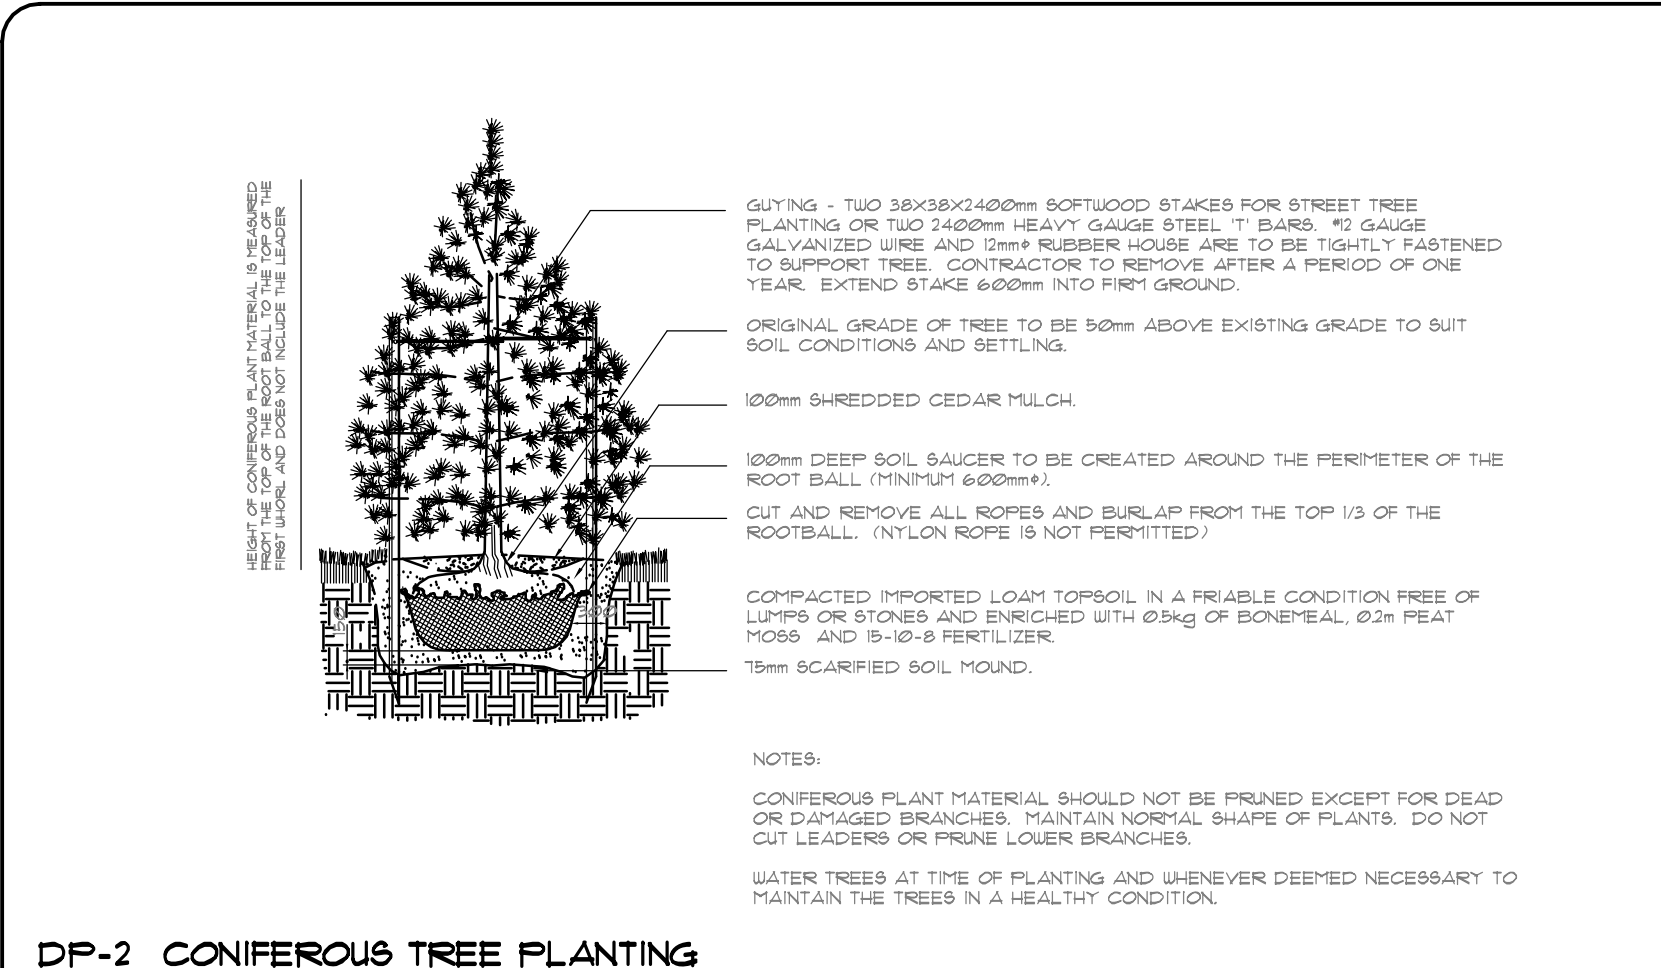 HEIGHT OF CONIFEROUS PLANT MATERIAL IS MEASURED
FROM THE TOP OF THE ROOT BALL TO THE TOP OF THE
FIRST WHORL AND DOES NOT INCLUDE THE LEADER
GUYING - TWO 38X38X2400mm SOFTWOOD STAKES FOR STREET TREE
PLANTING OR TWO 2400mm HEAVY GAUGE STEEL 'T' BARS. #12 GAUGE
GALVANIZED WIRE AND 12mmϕ RUBBER HOUSE ARE TO BE TIGHTLY FASTENED
TO SUPPORT TREE. CONTRACTOR TO REMOVE AFTER A PERIOD OF ONE
YEAR. EXTEND STAKE 600mm INTO FIRM GROUND.
ORIGINAL GRADE OF TREE TO BE 50mm ABOVE EXISTING GRADE TO SUIT
SOIL CONDITIONS AND SETTLING.
100mm SHREDDED CEDAR MULCH.
100mm DEEP SOIL SAUCER TO BE CREATED AROUND THE PERIMETER OF THE
ROOT BALL (MINIMUM 600mmϕ).
CUT AND REMOVE ALL ROPES AND BURLAP FROM THE TOP 1/3 OF THE
ROOTBALL. (NYLON ROPE IS NOT PERMITTED)
150
300
COMPACTED IMPORTED LOAM TOPSOIL IN A FRIABLE CONDITION FREE OF
LUMPS OR STONES AND ENRICHED WITH 0.5kg OF BONEMEAL, 0.2m PEAT
MOSS AND 15-10-8 FERTILIZER.
75mm SCARIFIED SOIL MOUND.
NOTES:
CONIFEROUS PLANT MATERIAL SHOULD NOT BE PRUNED EXCEPT FOR DEAD
OR DAMAGED BRANCHES. MAINTAIN NORMAL SHAPE OF PLANTS. DO NOT
CUT LEADERS OR PRUNE LOWER BRANCHES.
WATER TREES AT TIME OF PLANTING AND WHENEVER DEEMED NECESSARY TO
MAINTAIN THE TREES IN A HEALTHY CONDITION.
DP-2 CONIFEROUS TREE PLANTING